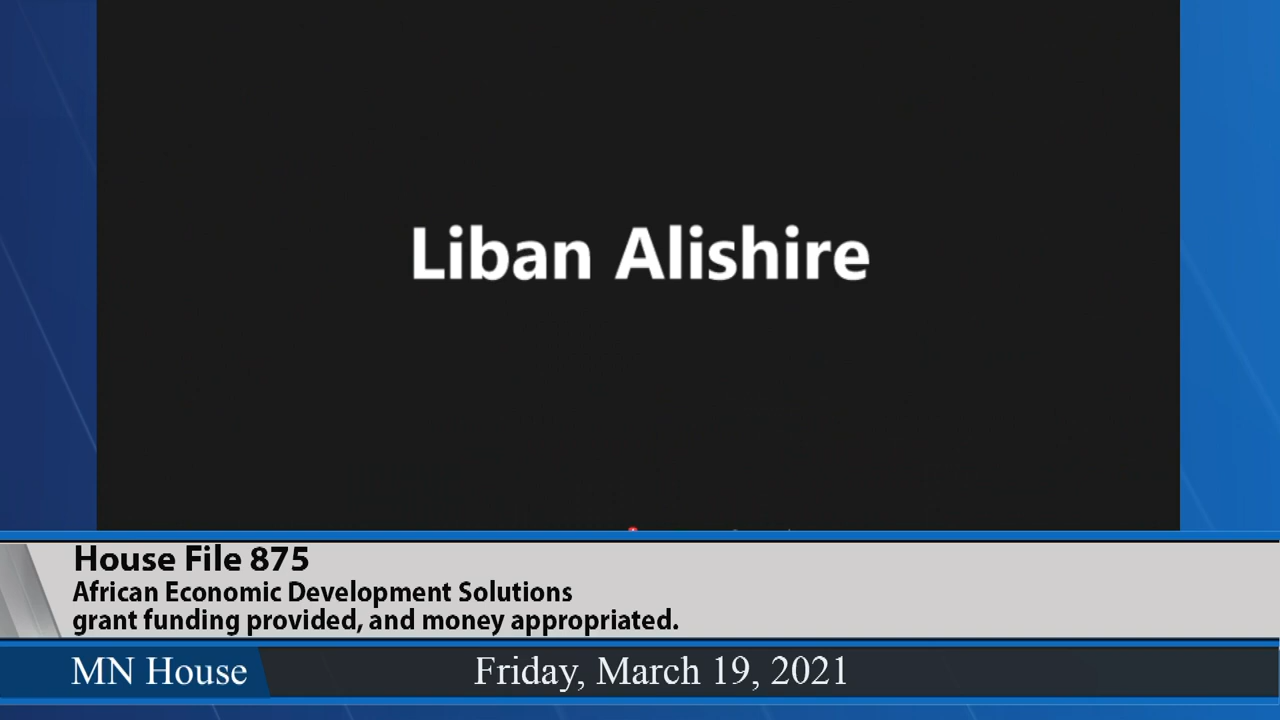 Liban Alishire
House File 875
African Economic Development Solutions
grant funding provided, and money appropriated.
MN House
Friday, March 19, 2021